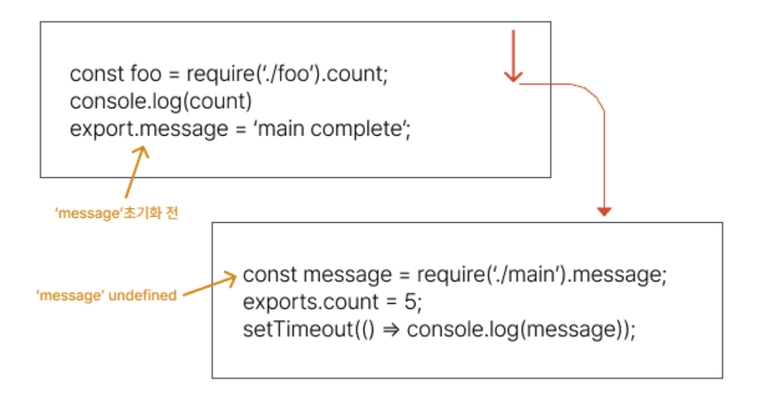 const foo = require(‘./foo’).count;
console.log(count)
export.message = ‘main complete’;
‘message’초기화 전
const message = require(‘./main’).message;
‘message’ undefined
exports.count = 5;
setTimeout(() ⇒ console.log(message));